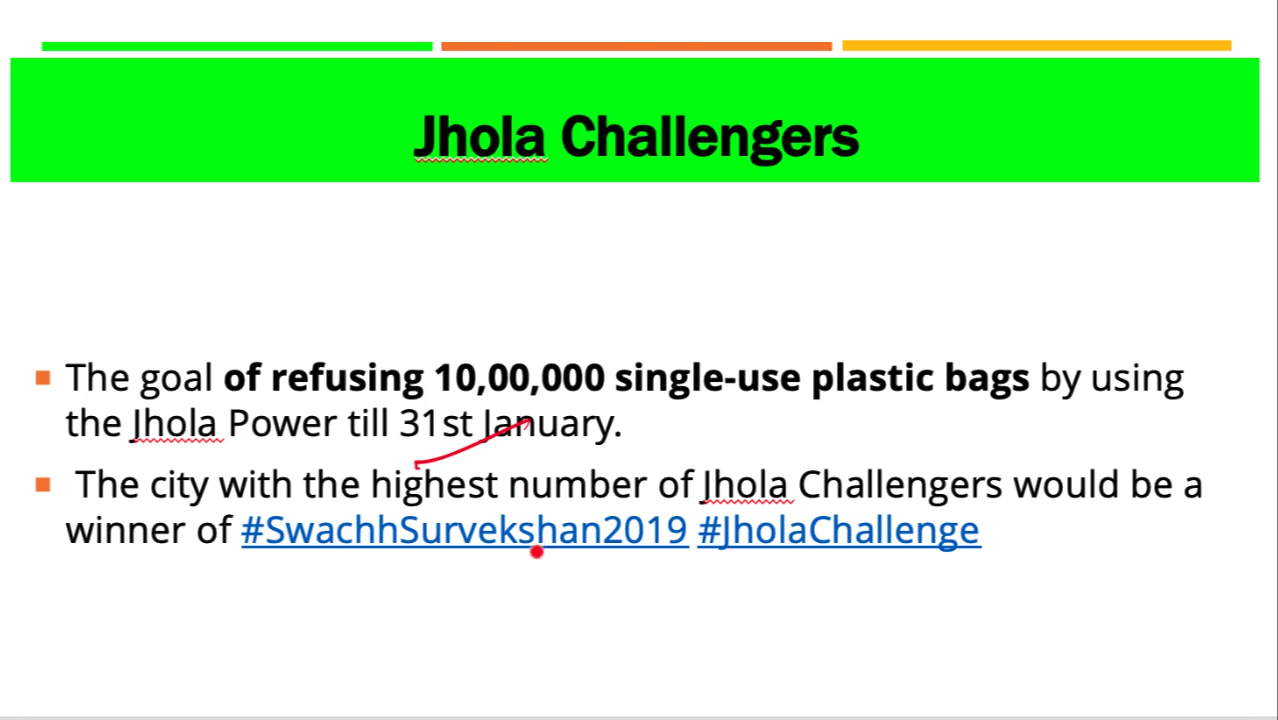 Jhola Challengers
The goal of refusing 10,00,000 single-use plastic bags by using
the Jhola Power till 31st January.
The city with the highest number of Jhola Challengers would be a
winner of #SwachhSurvekshan2019 #JholaChallenge